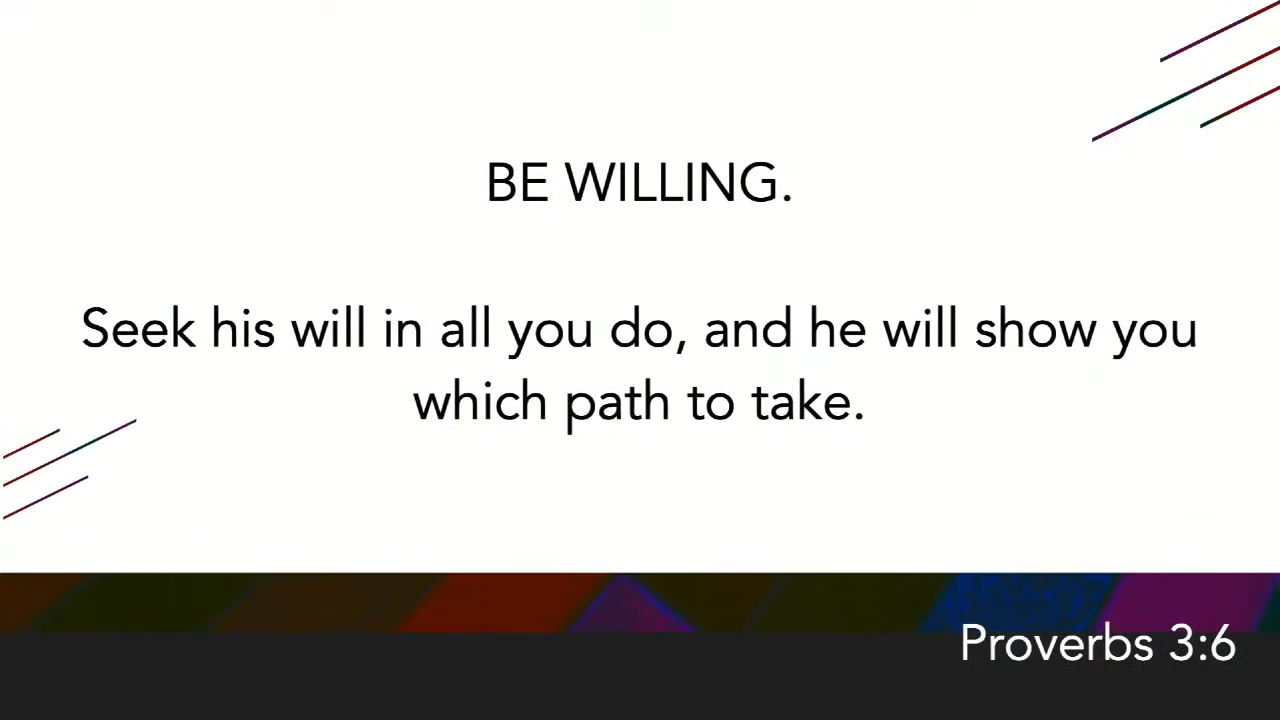 BE WILLING.
Seek his will in all you do, and he will show you
which path to take.
Proverbs 3:6